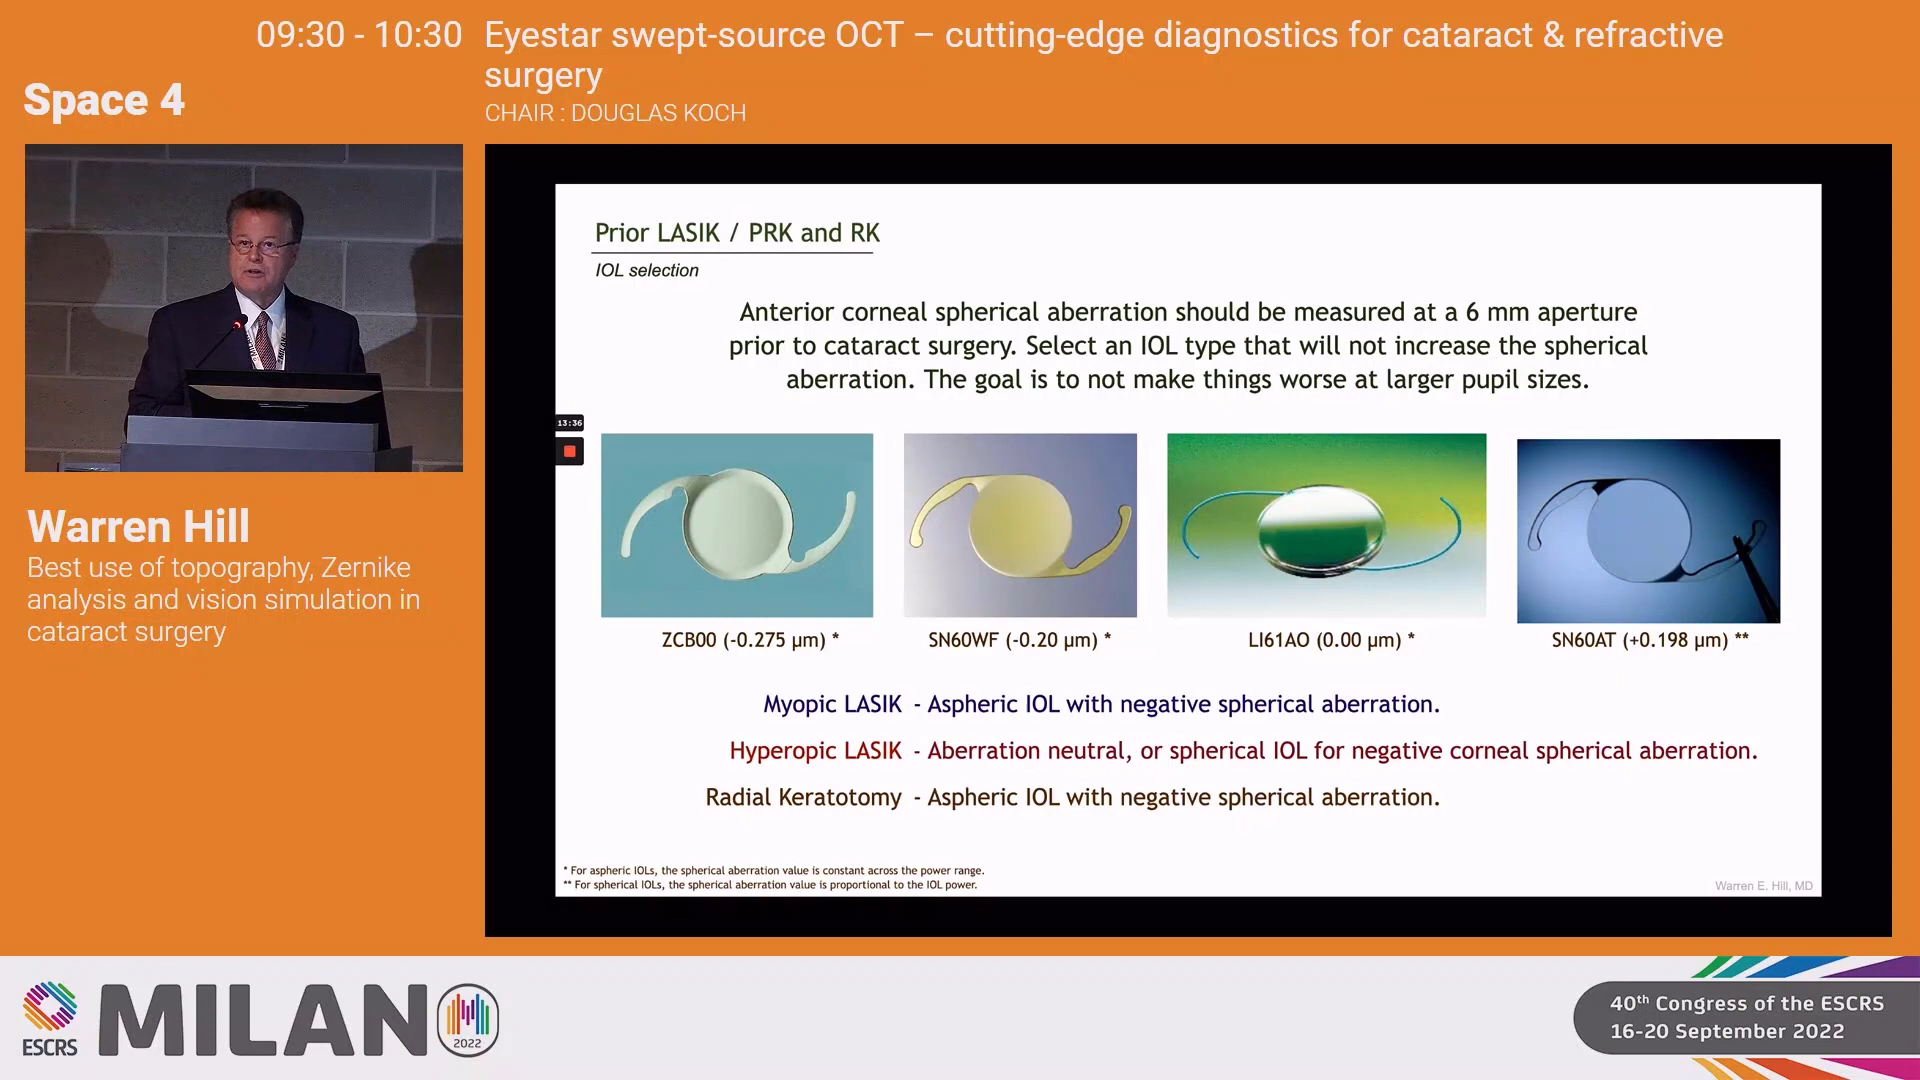 09:30 - 10:30
Eyestar swept-source OCT – cutting-edge diagnostics for cataract & refractive
surgery
CHAIR : DOUGLAS KOCH
Space 4
Prior LASIK / PRK and RK
IOL selection
Anterior corneal spherical aberration should be measured at a 6 mm aperture
prior to cataract surgery. Select an IOL type that will not increase the spherical
aberration. The goal is to not make things worse at larger pupil sizes.
13:36
ZCB00 (-0.275 µm) *
SN60WF (-0.20 µm) *
LI61AO (0.00 µm) *
SN60AT (+0.198 µm) **
Myopic LASIK - Aspheric IOL with negative spherical aberration.
Hyperopic LASIK - Aberration neutral, or spherical IOL for negative corneal spherical aberration.
Radial Keratotomy - Aspheric IOL with negative spherical aberration.
* For aspheric IOLs, the spherical aberration value is constant across the power range.
** For spherical IOLs, the spherical aberration value is proportional to the IOL power.
Warren E. Hill, MD
Warren Hill
Best use of topography, Zernike
analysis and vision simulation in
cataract surgery
ESCRS
MILANO
2022
40th Congress of the ESCRS
16-20 September 2022